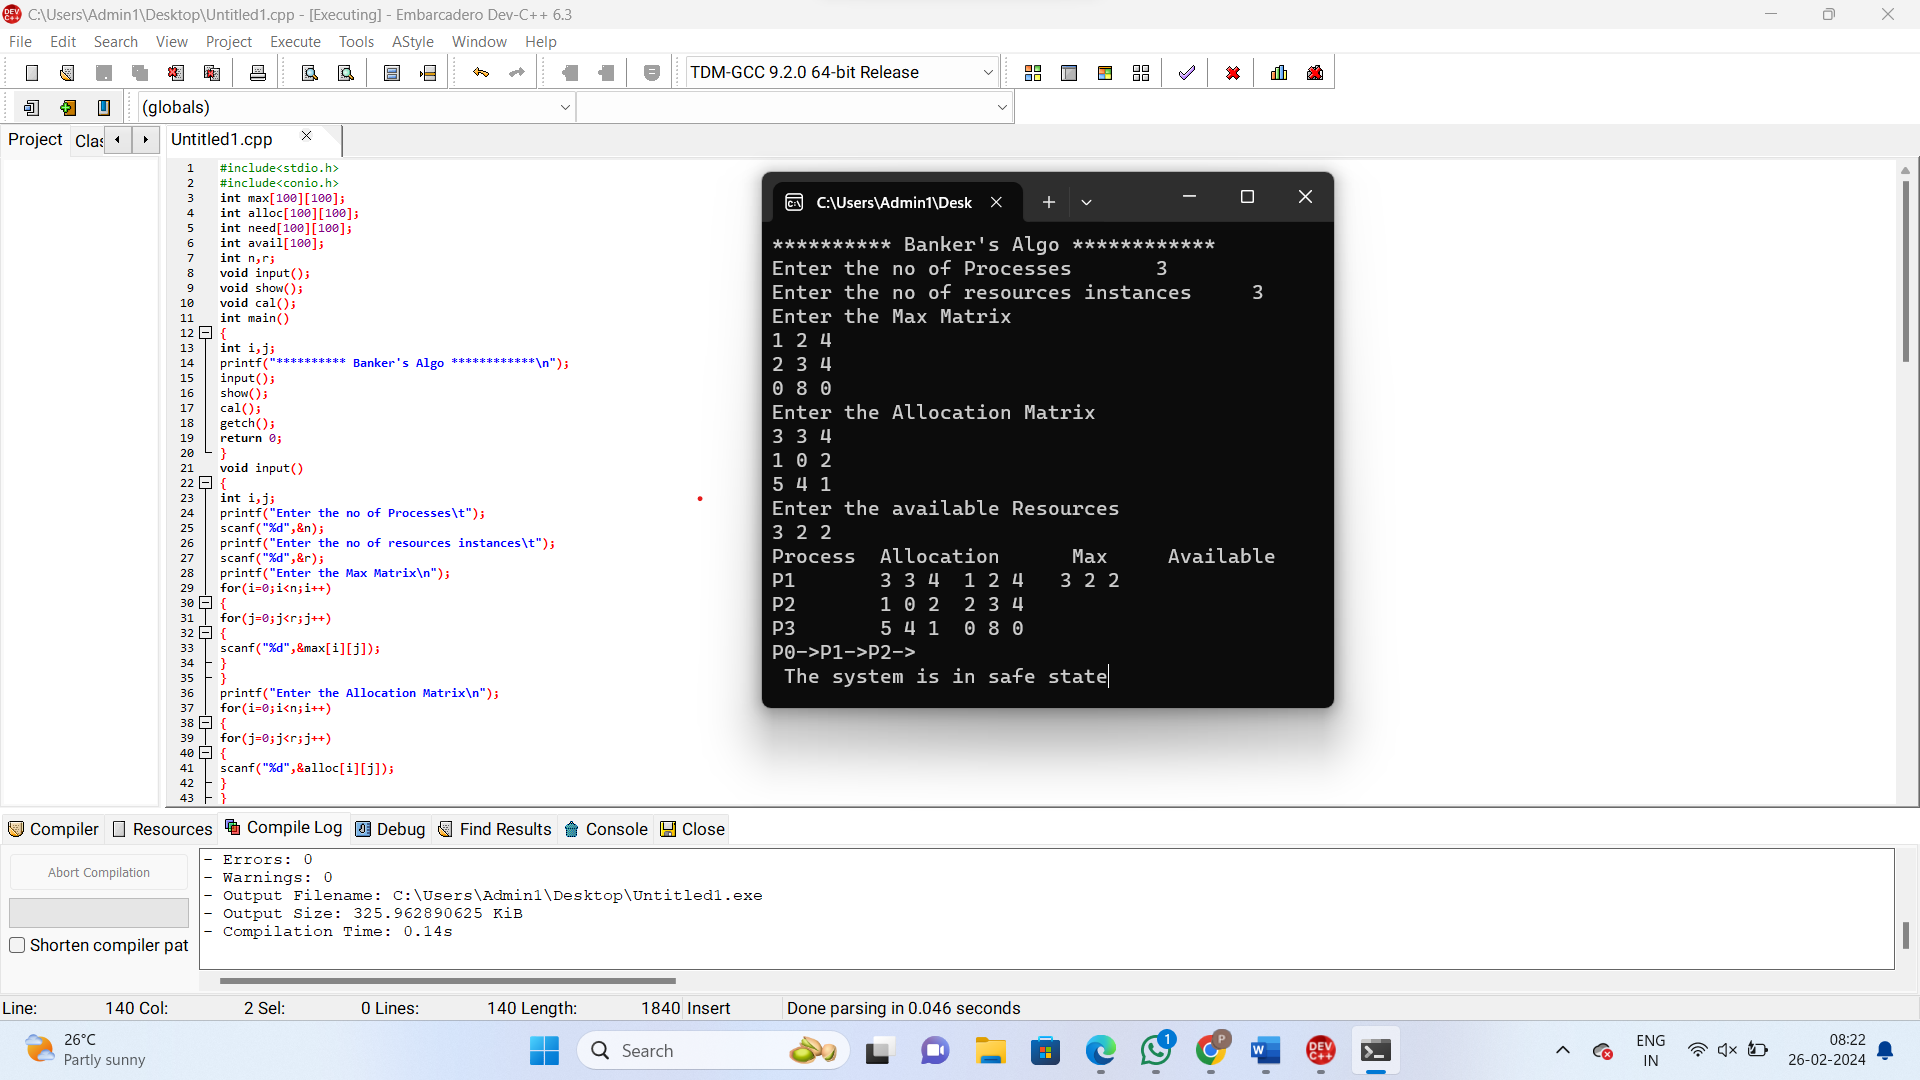 C:\Users\Admin1\Desktop\Untitled1.cpp - [Executing] - Embarcadero Dev-C++ 6.3
File Edit Search View Project Execute Tools AStyle Window Help
TDM-GCC 9.2.0 64-bit Release
(globals)
Project Clas
Untitled1.cpp
1 #include<stdio.h>
2 #include<conio.h>
3 int max[100][100];
4 int alloc[100][100];
5 int need[100][100];
6 int avail[100];
7 int n,r;
8 void input();
9 void show();
10 void cal();
11 int main()
12 {
13 int i,j;
14 printf("********** Banker's Algo ************\n");
15 input();
16 show();
17 cal();
18 getch();
19 return 0;
20 }
21 void input()
22 {
23 int i,j;
24 printf("Enter the no of Processes\t");
25 scanf("%d",&n);
26 printf("Enter the no of resources instances\t");
27 scanf("%d",&r);
28 printf("Enter the Max Matrix\n");
29 for(i=0;i<n;i++)
30 {
31 for(j=0;j<r;j++)
32 {
33 scanf("%d",&max[i][j]);
34 }
35 }
36 printf("Enter the Allocation Matrix\n");
37 for(i=0;i<n;i++)
38 {
39 for(j=0;j<r;j++)
40 {
41 scanf("%d",&alloc[i][j]);
42 }
43 }
C:\Users\Admin1\Desk
********** Banker's Algo ************
Enter the no of Processes 3
Enter the no of resources instances 3
Enter the Max Matrix
1 2 4
2 3 4
0 8 0
Enter the Allocation Matrix
3 3 4
1 0 2
5 4 1
Enter the available Resources
3 2 2
Process Allocation Max Available
P1 3 3 4 1 2 4 3 2 2
P2 1 0 2 2 3 4
P3 5 4 1 0 8 0
P0->P1->P2->
The system is in safe state
Compiler Resources Compile Log Debug Find Results Console Close
Abort Compilation
Shorten compiler pat
- Errors: 0
- Warnings: 0
- Output Filename: C:\Users\Admin1\Desktop\Untitled1.exe
- Output Size: 325.962890625 KiB
- Compilation Time: 0.14s
Line: 140 Col: 2 Sel: 0 Lines: 140 Length: 1840 Insert Done parsing in 0.046 seconds
26°C
Partly sunny
Search
1
P
W
DEV
C++
ENG
IN
08:22
26-02-2024